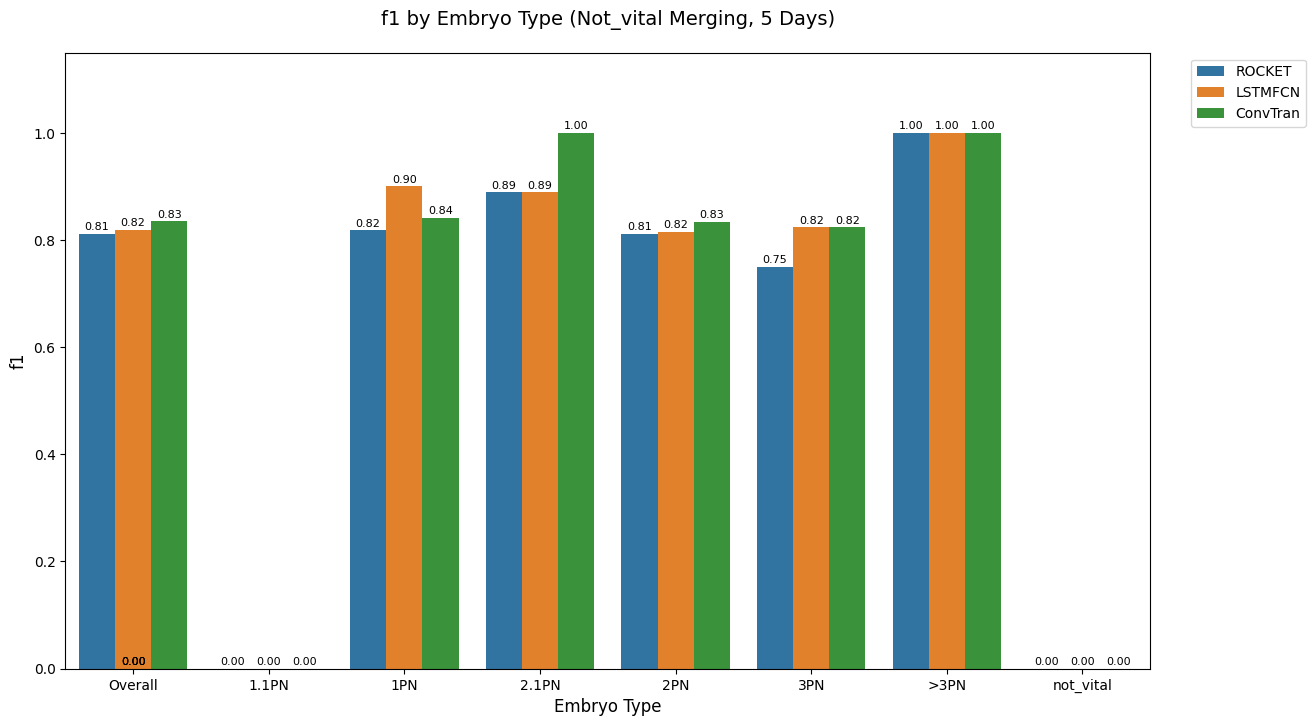 f1 by Embryo Type (Not_vital Merging, 5 Days)
ROCKET
LSTMFCN
ConvTran
f1
1.0
0.8
0.6
0.4
0.2
0.0
0.81 0.82 0.83
0.00
0.00 0.00 0.00
0.82 0.90 0.84
0.89 0.89 1.00
0.81 0.82 0.83
0.75 0.82 0.82
1.00 1.00 1.00
0.00 0.00 0.00
Overall 1.1PN 1PN 2.1PN 2PN 3PN >3PN not_vital
Embryo Type